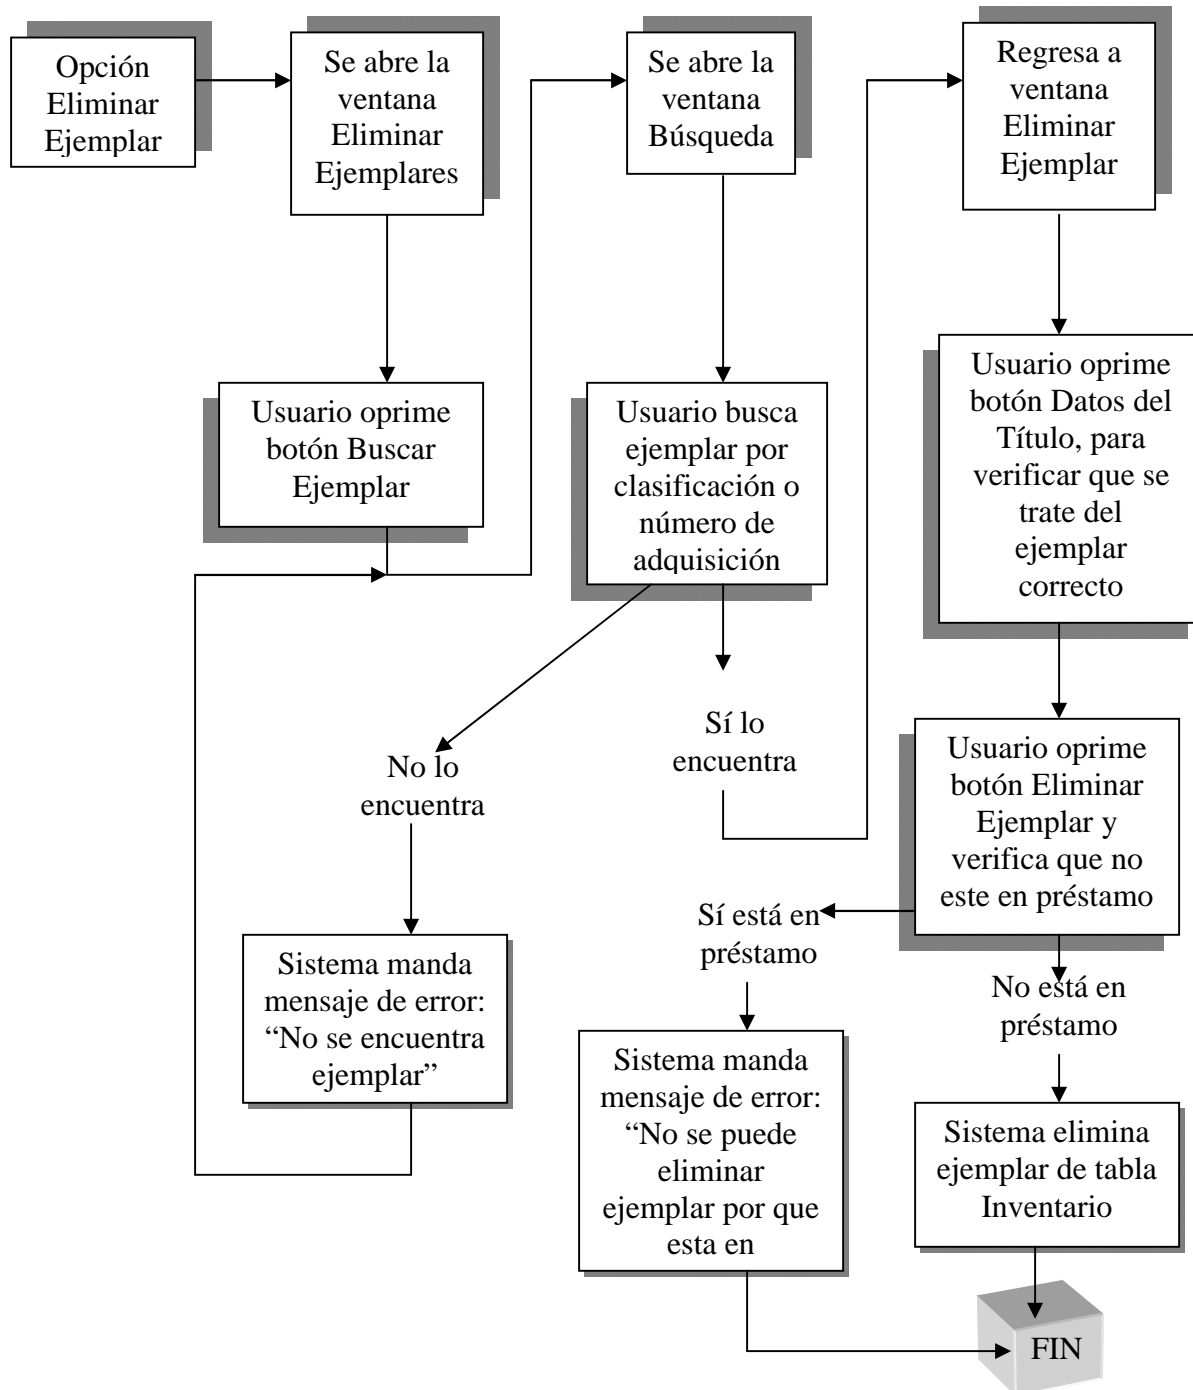 Opción
Eliminar
Ejemplar
Se abre la
ventana
Eliminar
Ejemplares
Se abre la
ventana
Búsqueda
Regresa a
ventana
Eliminar
Ejemplar
Usuario oprime
botón Buscar
Ejemplar
Usuario busca
ejemplar por
clasificación o
número de
adquisición
Usuario oprime
botón Datos del
Título, para
verificar que se
trate del
ejemplar
correcto
No lo
encuentra
Sí lo
encuentra
Usuario oprime
botón Eliminar
Ejemplar y
verifica que no
este en préstamo
Sí está en
préstamo
No está en
préstamo
Sistema manda
mensaje de error:
“No se encuentra
ejemplar”
Sistema manda
mensaje de error:
“No se puede
eliminar
ejemplar por que
esta en
Sistema elimina
ejemplar de tabla
Inventario
FIN